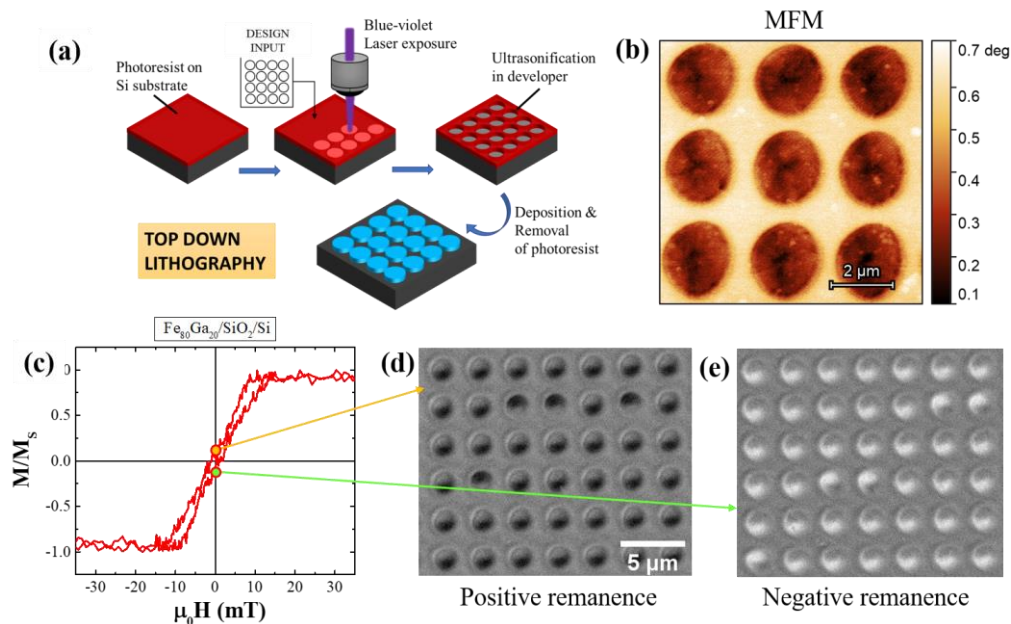 (a)
DESIGN
INPUT
Blue-violet
Laser exposure
Photoresist on
Si substrate
Ultrasonification
in developer
Deposition &
Removal
of photoresist
TOP DOWN
LITHOGRAPHY
MFM
(b)
0.7 deg
0.6
0.5
0.4
0.3
0.2
0.1
2 µm
Fe80Ga20/SiO2/Si
(c)
0.5
0.0
-0.5
-1.0
M/Ms
-30 -20 -10 0 10 20 30
µ0H (mT)
(d)
5 µm
Positive remanence
(e)
Negative remanence